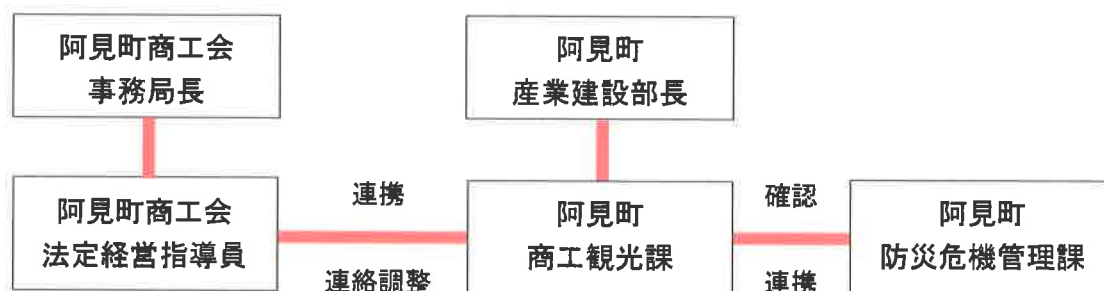 阿見町商工会
事務局長
阿見町
産業建設部長
阿見町商工会
法定経営指導員
連携
連絡調整
阿見町
商工観光課
確認
連携
阿見町
防災危機管理課